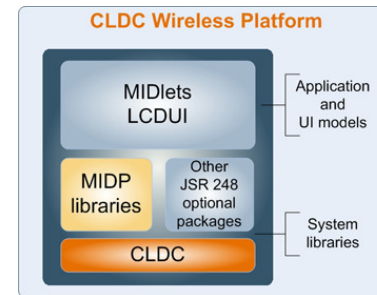 CLDC Wireless Platform
MIDlets
LCDUI
Application
and
UI models
MIDP
libraries
Other
JSR 248
optional
packages
System
libraries
CLDC